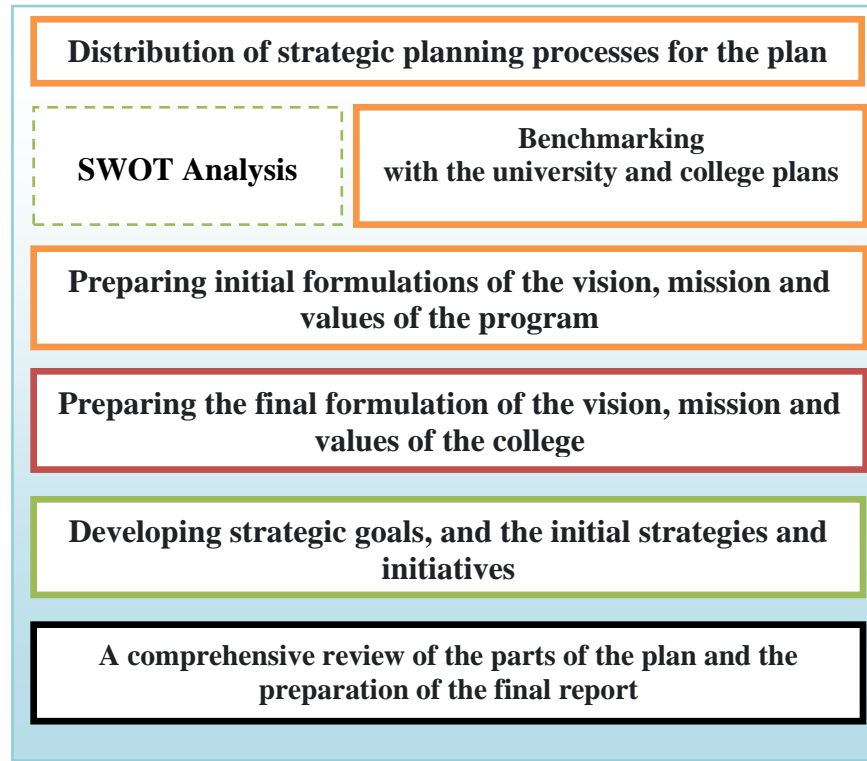 Distribution of strategic planning processes for the plan
SWOT Analysis
Benchmarking
with the university and college plans
Preparing initial formulations of the vision, mission and
values of the program
Preparing the final formulation of the vision, mission and
values of the college
Developing strategic goals, and the initial strategies and
initiatives
A comprehensive review of the parts of the plan and the
preparation of the final report